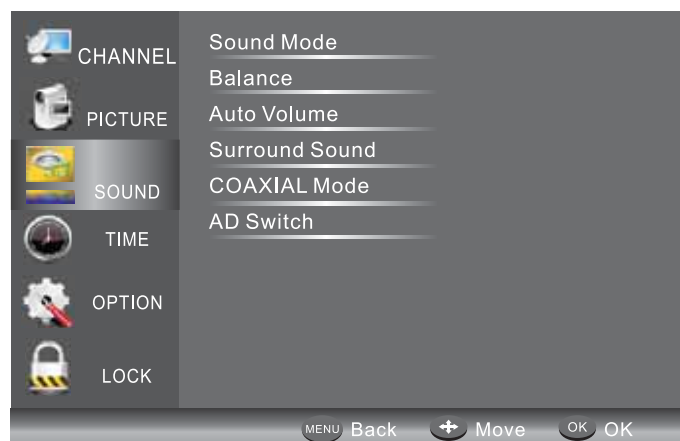 CHANNEL
PICTURE
SOUND
TIME
OPTION
LOCK
Sound Mode
Balance
Auto Volume
Surround Sound
COAXIAL Mode
AD Switch
MENU Back Move OK OK